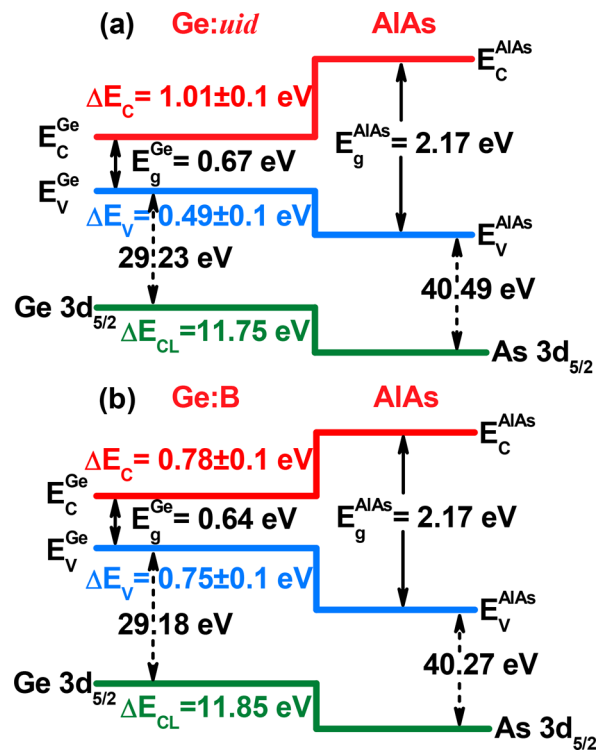 (a) Ge:uid AlAs
E_C^AlAs
ΔE_C = 1.01±0.1 eV
E_C^Ge
E_g^Ge = 0.67 eV E_g^AlAs = 2.17 eV
E_V^Ge
ΔE_V = 0.49±0.1 eV
E_V^AlAs
29.23 eV
40.49 eV
Ge 3d_5/2
ΔE_CL = 11.75 eV
As 3d_5/2
(b) Ge:B AlAs
E_C^AlAs
ΔE_C = 0.78±0.1 eV
E_C^Ge
E_g^Ge = 0.64 eV E_g^AlAs = 2.17 eV
E_V^Ge
ΔE_V = 0.75±0.1 eV
E_V^AlAs
29.18 eV
40.27 eV
Ge 3d_5/2
ΔE_CL = 11.85 eV
As 3d_5/2